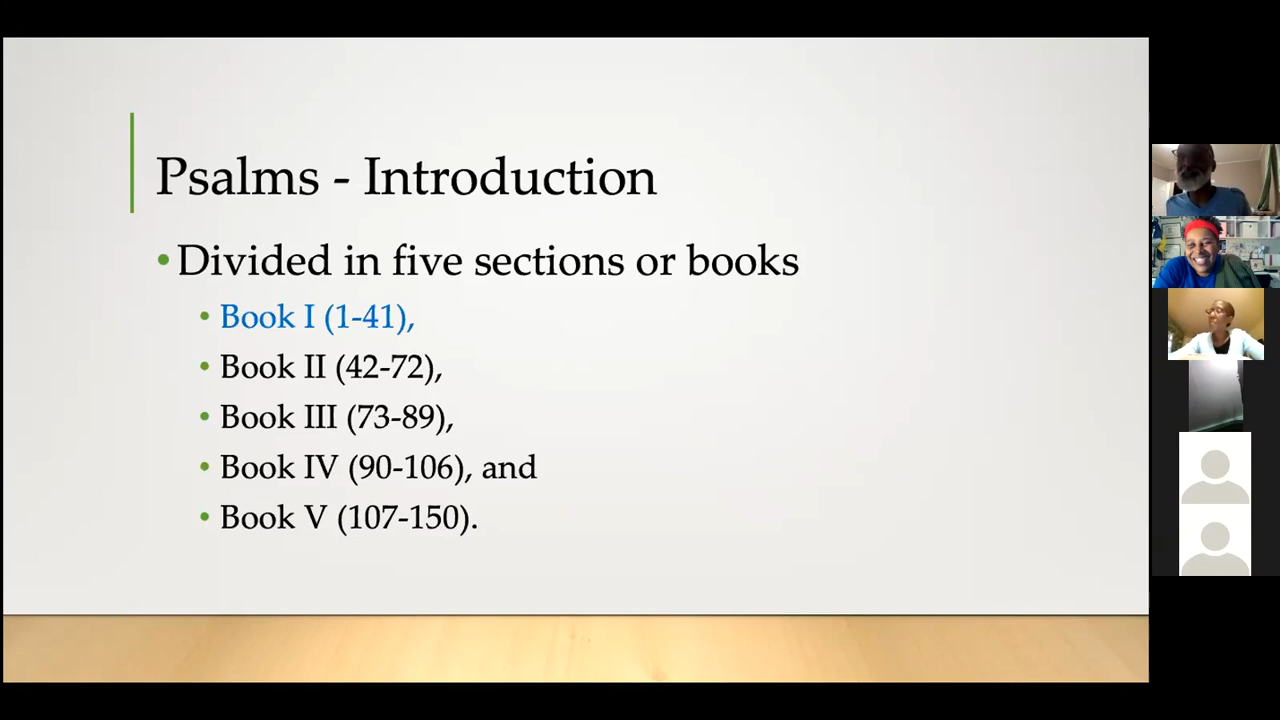 Psalms - Introduction
• Divided in five sections or books
• Book I (1-41),
• Book II (42-72),
• Book III (73-89),
• Book IV (90-106), and
• Book V (107-150).